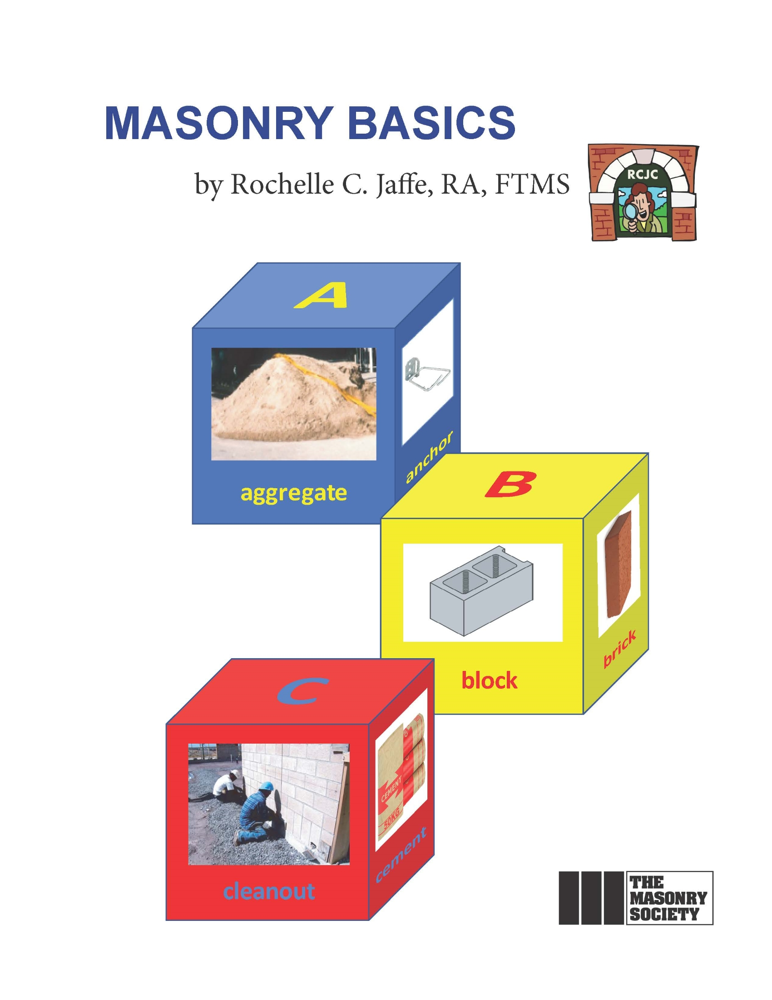 MASONRY BASICS
by Rochelle C. Jaffe, RA, FTMS
RCJC
A
anchor
aggregate
B
brick
block
C
CEMENT
50KG
cement
cleanout
THE
MASONRY
SOCIETY